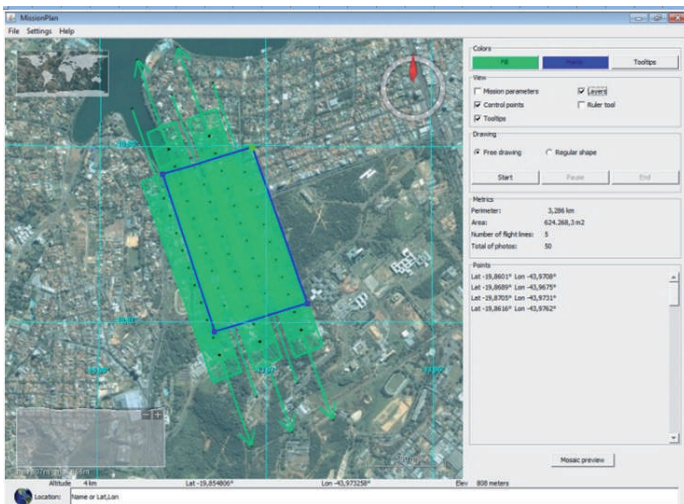 MissionPlan
File Settings Help
Colors
Fill
Tooltips
View
Mission parameters
Layers
Control points
Ruler tool
Tooltips
Drawing
Free drawing
Regular shape
Start
Pause
End
Metrics
Perimeter: 3,286 km
Area: 624.268,3 m2
Number of flight lines: 5
Total of photos: 50
Points
Lat -19,8601° Lon -43,9708°
Lat -19,8689° Lon -43,9675°
Lat -19,8705° Lon -43,9731°
Lat -19,8616° Lon -43,9762°
Mosaic preview
Altitude 4 km Lat -19,854806° Lon -43,973258° Elev 808 meters
Location: Name or Lat,Lon